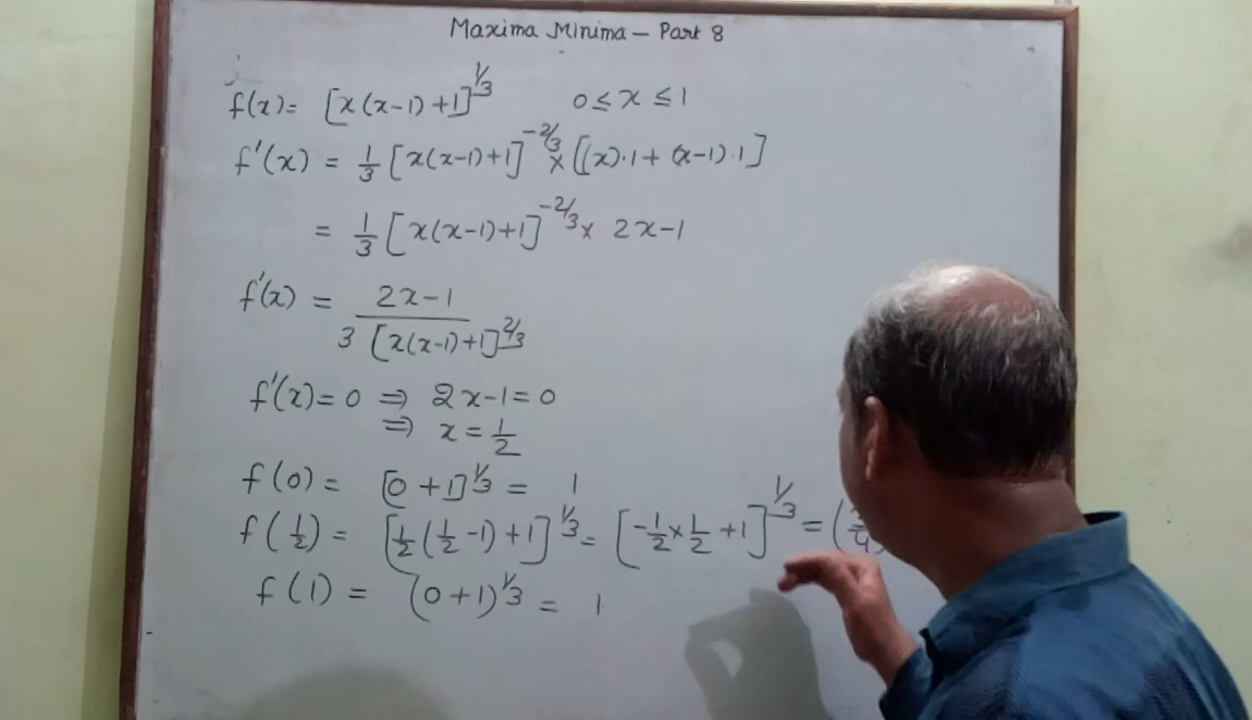 Maxima Minima — Part 8
f(x) = [x(x-1)+1]^1/3 0 ≤ x ≤ 1
f'(x) = 1/3 [x(x-1)+1]^-2/3 × [(x)·1 + (x-1)·1]
= 1/3 [x(x-1)+1]^-2/3 × 2x-1
f'(x) = 2x-1 / 3 [x(x-1)+1]^2/3
f'(x) = 0 ⇒ 2x-1 = 0
⇒ x = 1/2
f(0) = [0+1]^1/3 = 1
f(1/2) = [1/2(1/2-1)+1]^1/3 = [-1/2×1/2+1]^1/3 = (
f(1) = (0+1)^1/3 = 1